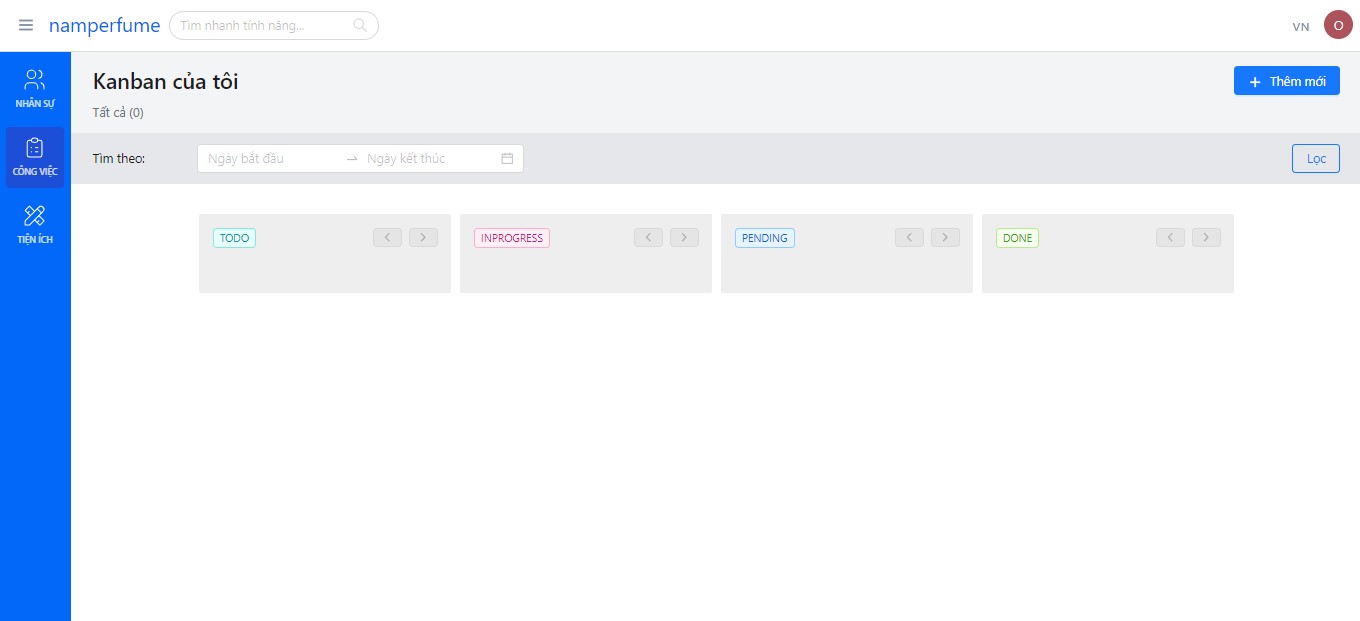 namperfume
Tìm nhanh tính năng...
VN
O
NHÂN SỰ
CÔNG VIỆC
TIỆN ÍCH
Kanban của tôi
Thêm mới
Tất cả (0)
Tìm theo:
Ngày bắt đầu
Ngày kết thúc
Lọc
TODO
INPROGRESS
PENDING
DONE